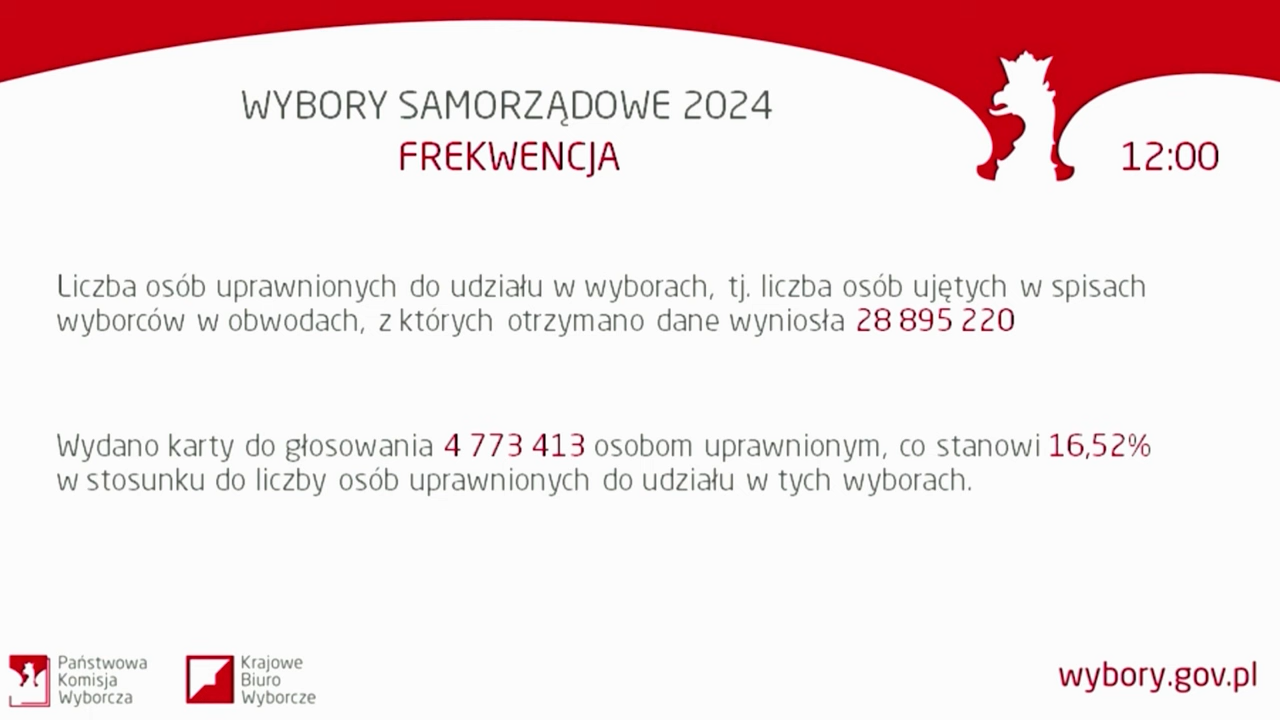 WYBORY SAMORZĄDOWE 2024
FREKWENCJA
12:00
Liczba osób uprawnionych do udziału w wyborach, tj. liczba osób ujętych w spisach
wyborców w obwodach, z których otrzymano dane wyniosła 28 895 220
Wydano karty do głosowania 4 773 413 osobom uprawnionym, co stanowi 16,52%
w stosunku do liczby osób uprawnionych do udziału w tych wyborach.
Państwowa
Komisja
Wyborcza
Krajowe
Biuro
Wyborcze
wybory.gov.pl